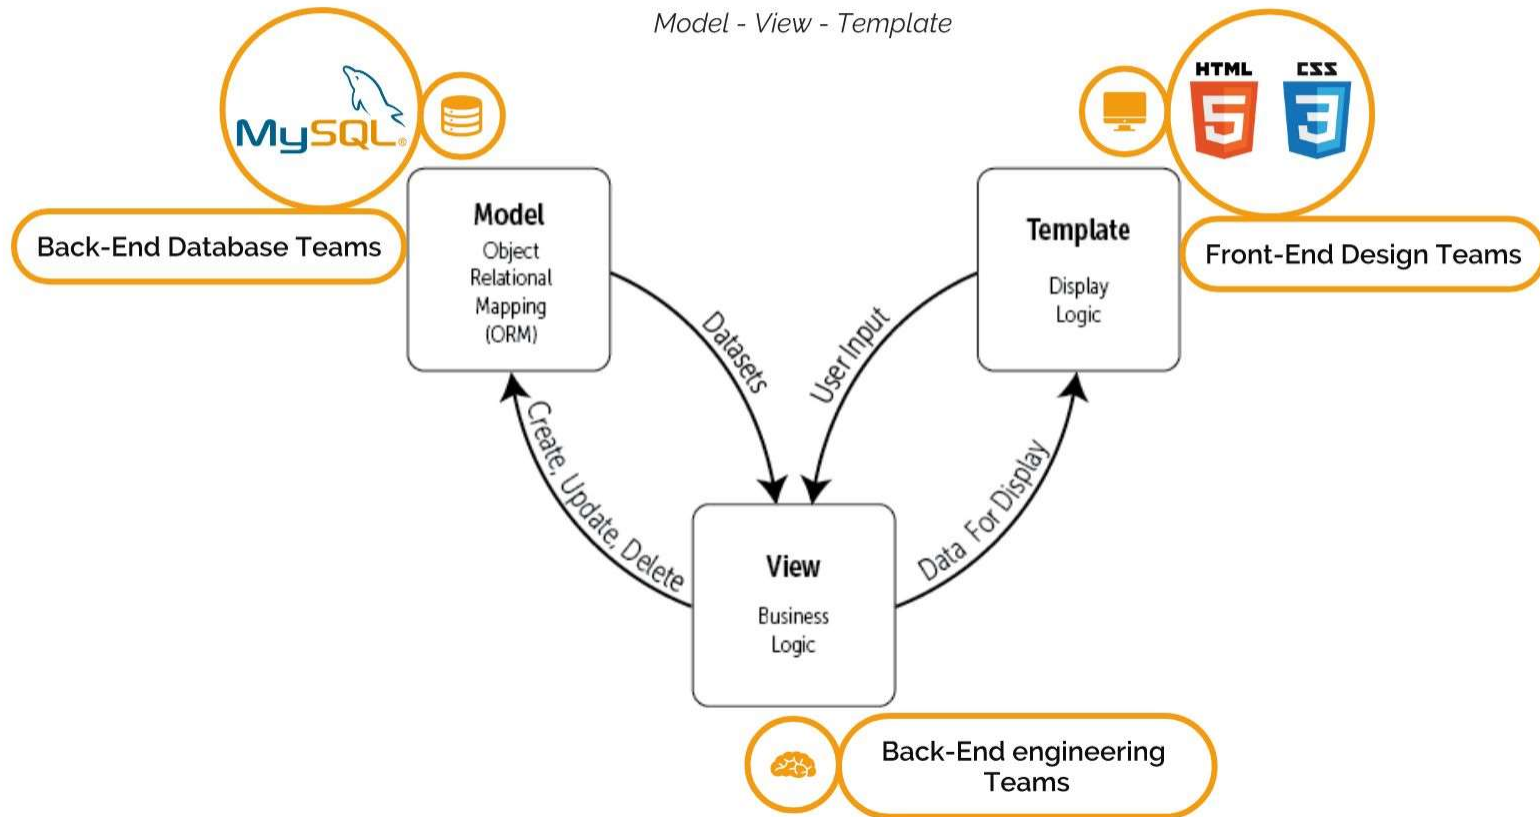 Model - View - Template
MySQL®
HTML
5
CSS
3
Back-End Database Teams
Model
Object
Relational
Mapping
(ORM)
Template
Display
Logic
Front-End Design Teams
Datasets
User Input
Create, Update, Delete
Data For Display
View
Business
Logic
Back-End engineering
Teams